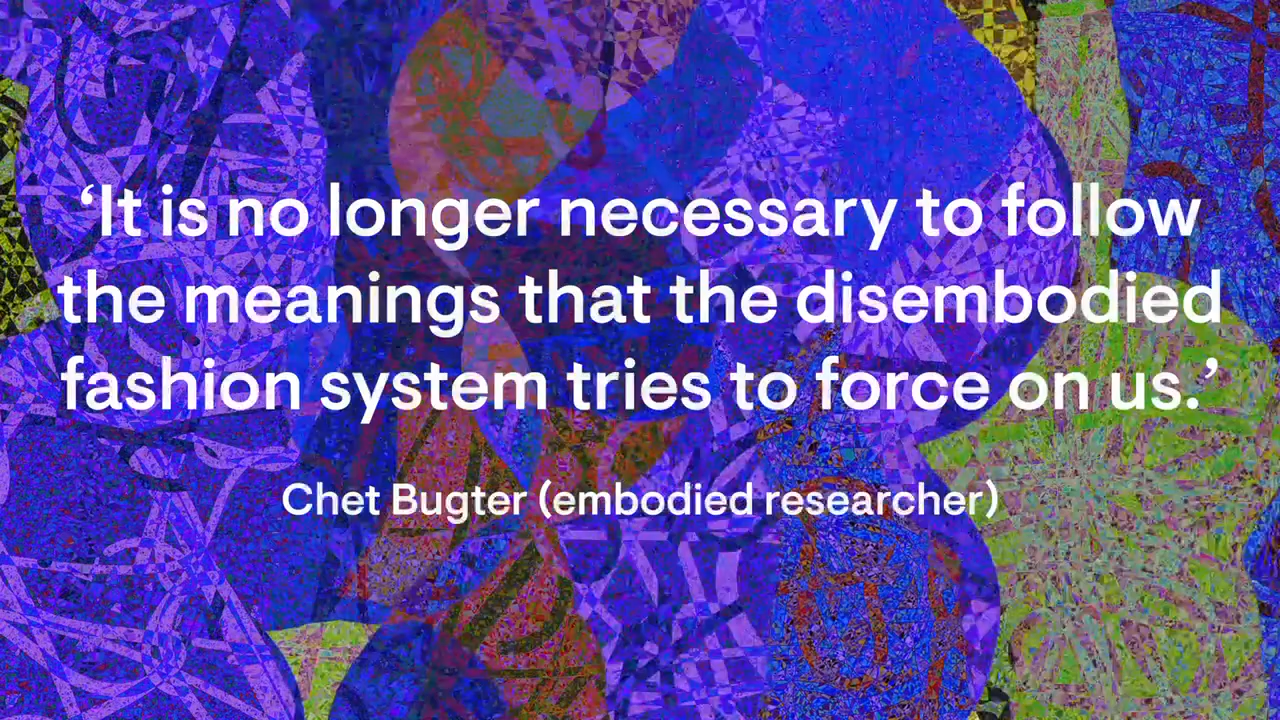 ‘It is no longer necessary to follow
the meanings that the disembodied
fashion system tries to force on us.’
Chet Bugter (embodied researcher)